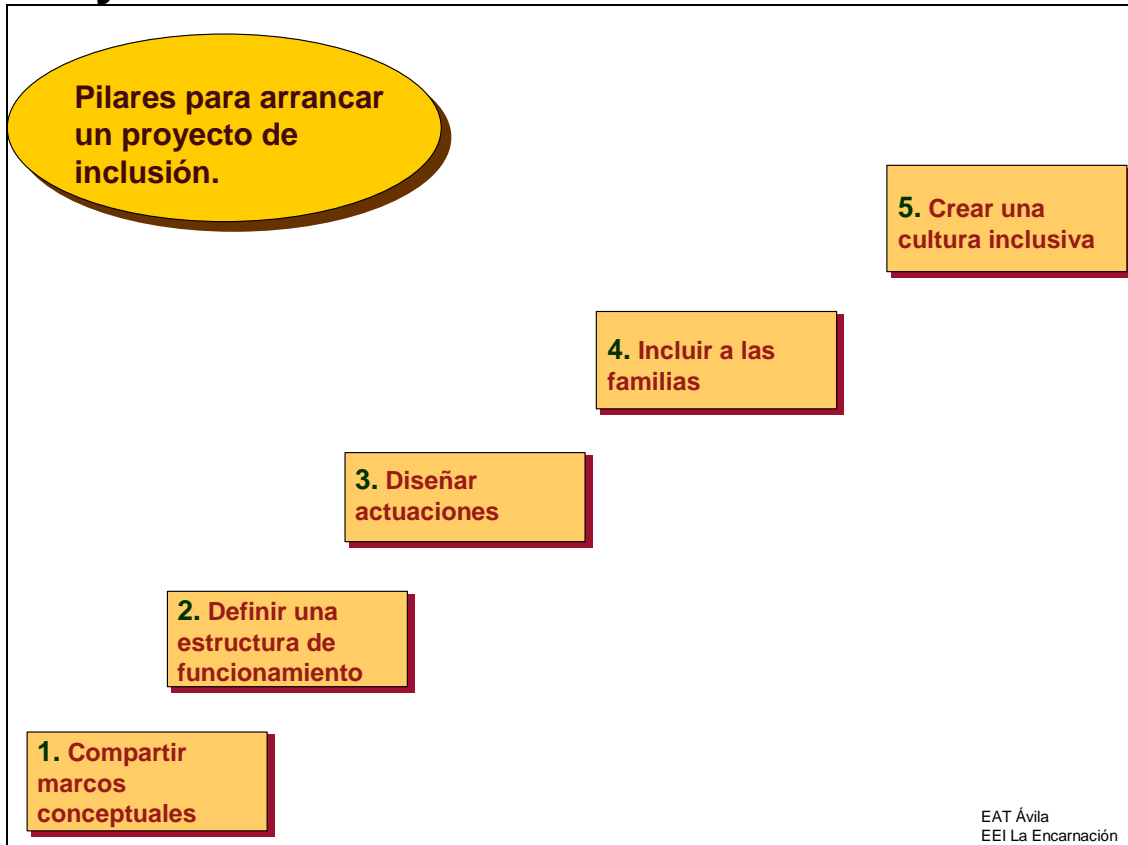 Pilares para arrancar
un proyecto de
inclusión.
5. Crear una
cultura inclusiva
4. Incluir a las
familias
3. Diseñar
actuaciones
2. Definir una
estructura de
funcionamiento
1. Compartir
marcos
conceptuales
EAT Ávila
EEI La Encarnación